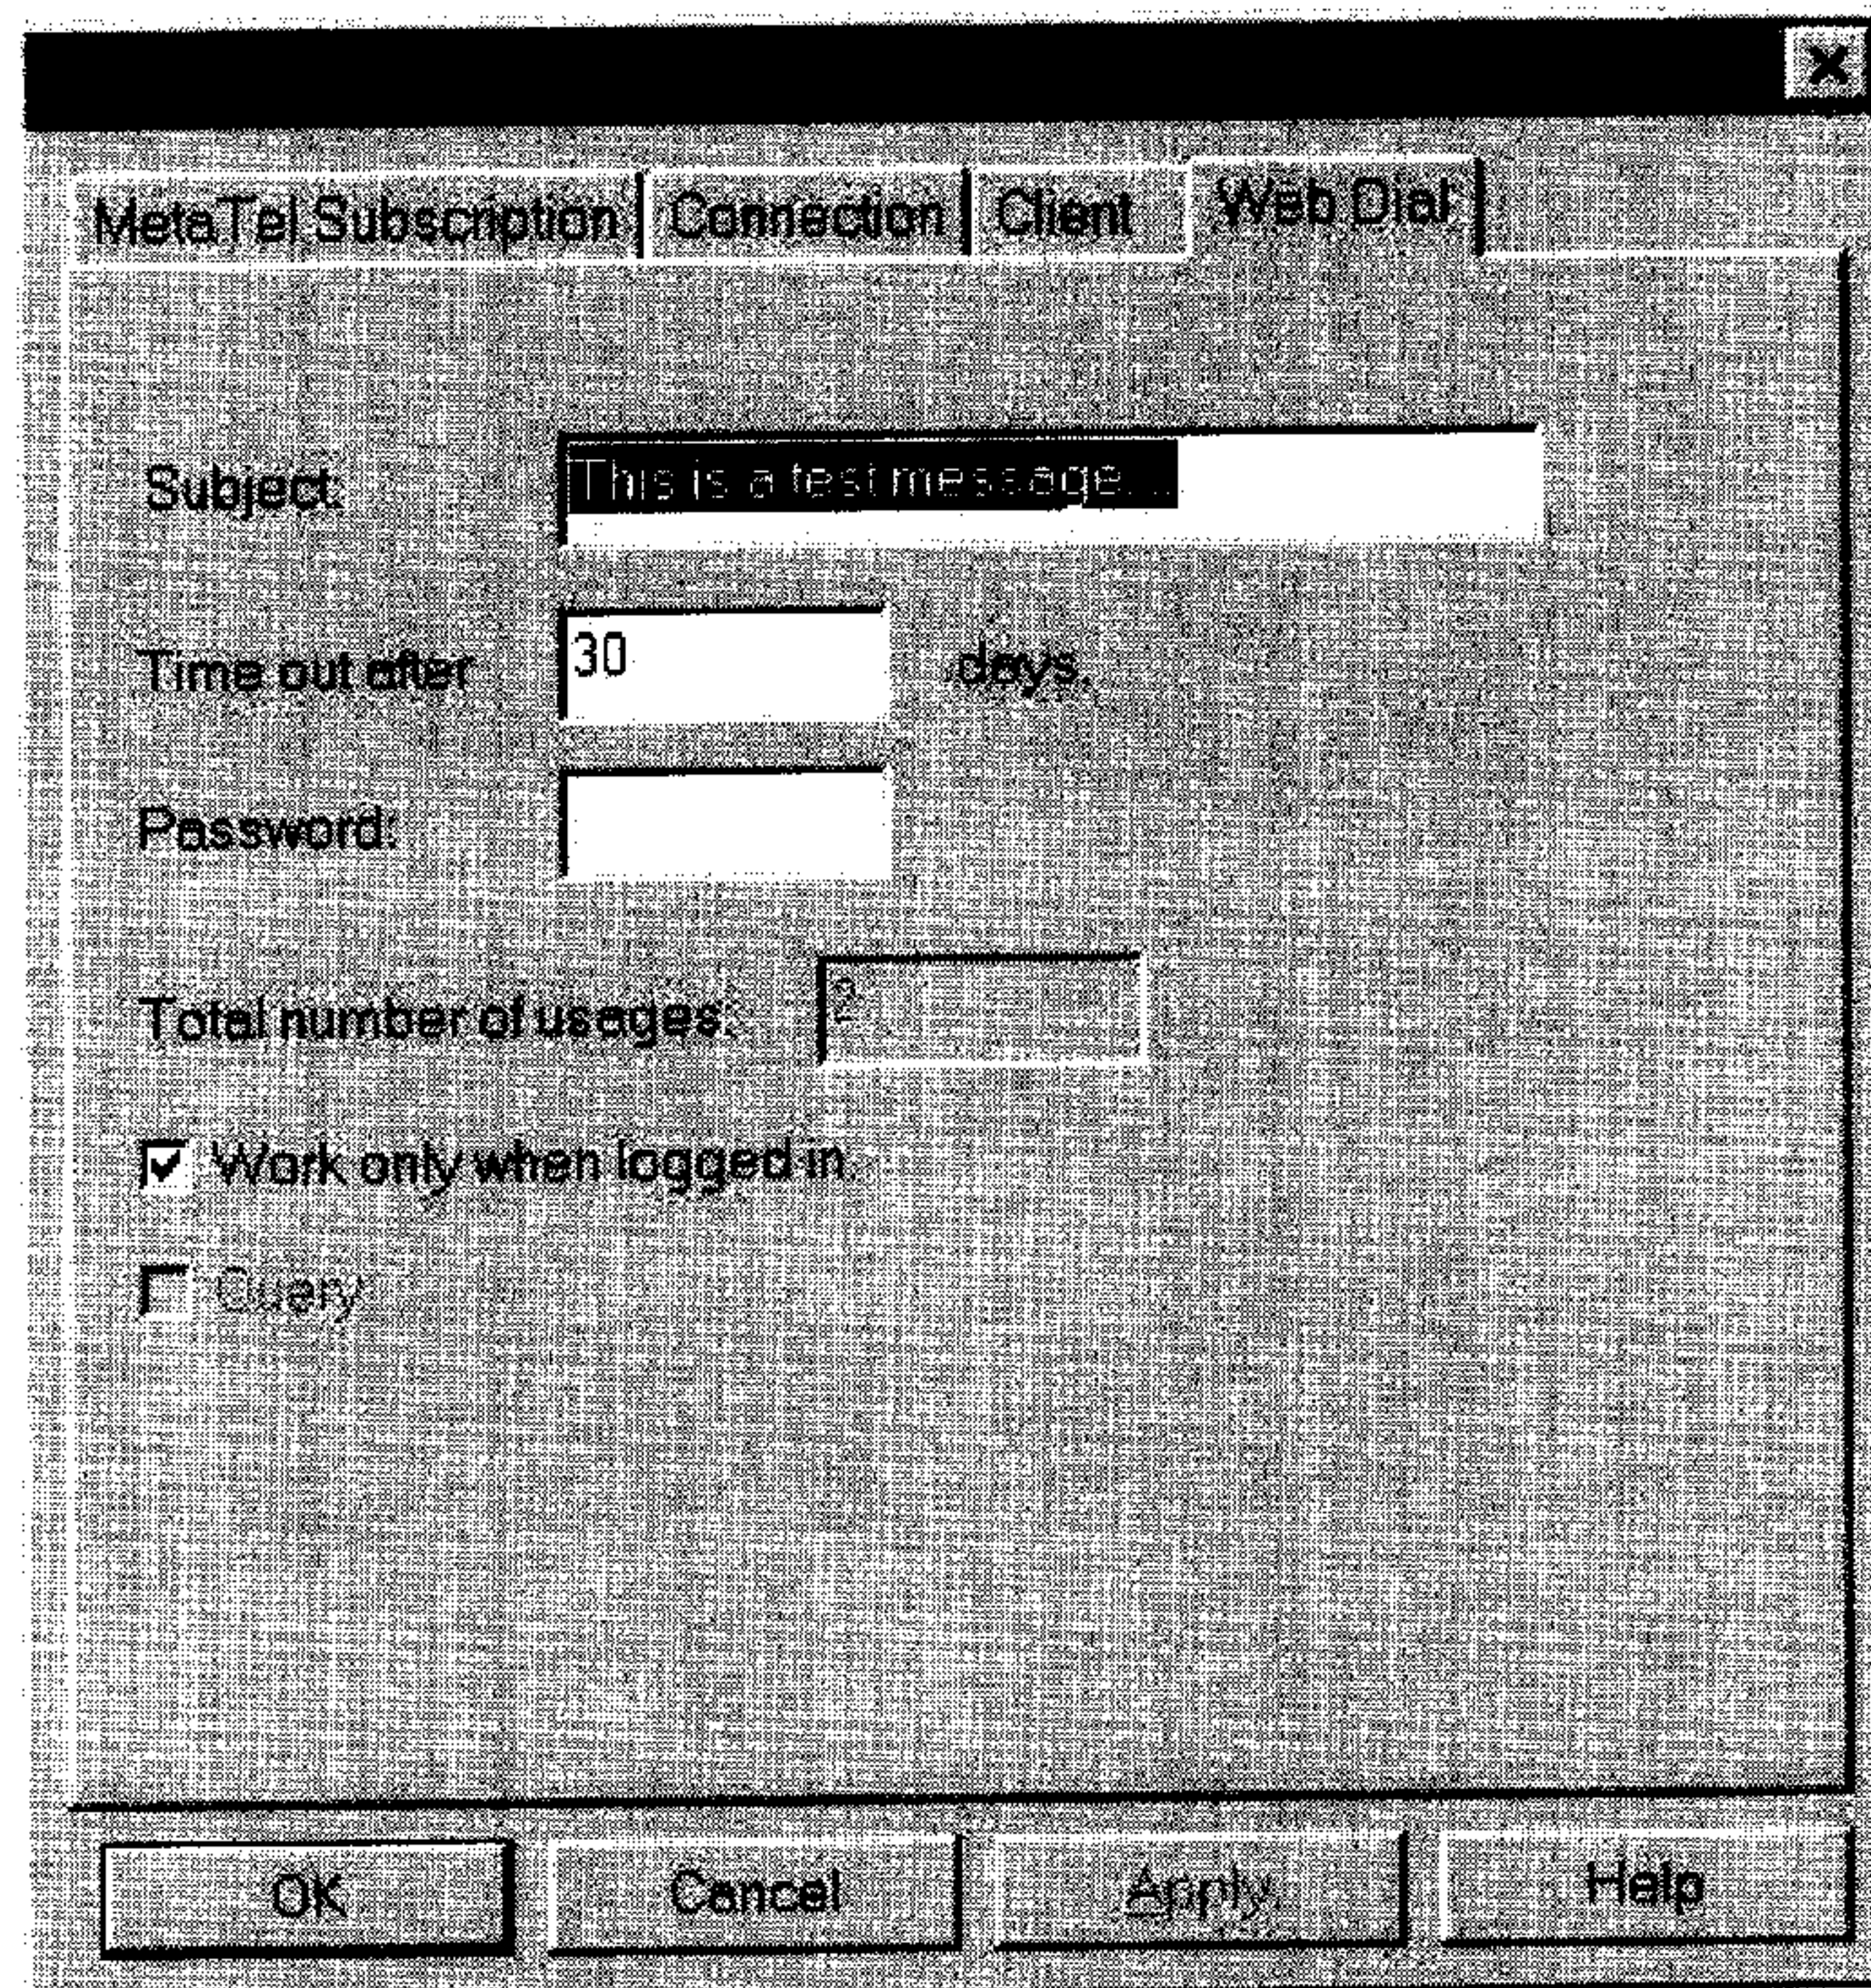 MetaTel Subscription Connection Client Web Dial
Subject: This is a test message....
Time out after 30 days.
Password:
Total number of usages:
Work only when logged in.
Query
OK Cancel Apply Help